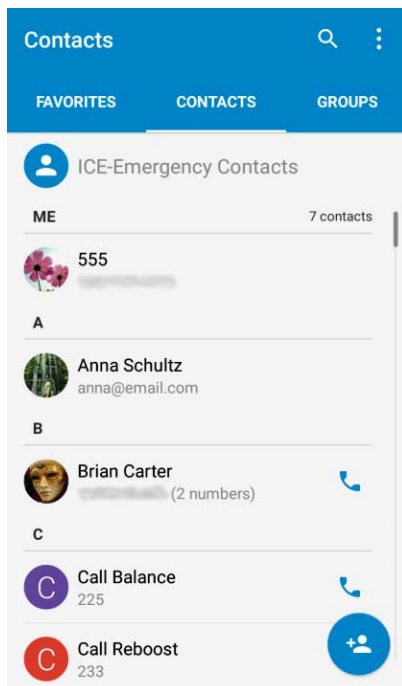 Contacts
FAVORITES CONTACTS GROUPS
ICE-Emergency Contacts
ME 7 contacts
555
A
Anna Schultz
anna@email.com
B
Brian Carter
(2 numbers)
C
C Call Balance
225
C Call Reboost
233